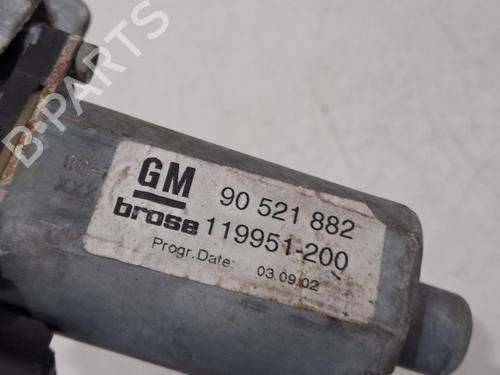 GM 90 521 882
brose 119951-200
Progr.Date: 03.09.02
B-PARTS